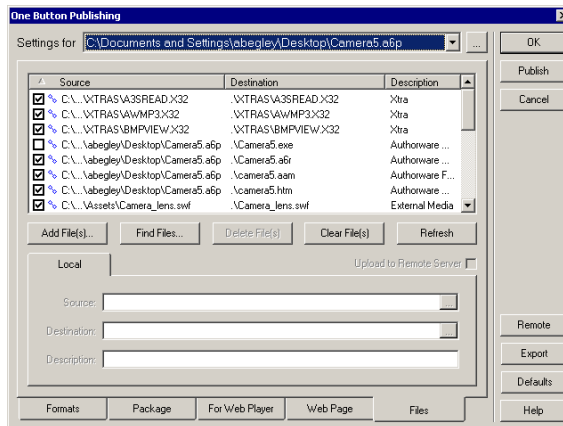 One Button Publishing
Settings for C:\Documents and Settings\abegley\Desktop\Camera5.a6p ... OK
Publish
Cancel
Source Destination Description
C:\...\XTRAS\A3SREAD.X32 .\XTRAS\A3SREAD.X32 Xtra
C:\...\XTRAS\AWMP3.X32 .\XTRAS\AWMP3.X32 Xtra
C:\...\XTRAS\BMPVIEW.X32 .\XTRAS\BMPVIEW.X32 Xtra
C:\...\abegley\Desktop\Camera5.a6p .\Camera5.exe Authorware ...
C:\...\abegley\Desktop\Camera5.a6p .\Camera5.a6r Authorware ...
C:\...\abegley\Desktop\Camera5.a6p .\camera5.aam Authorware F...
C:\...\abegley\Desktop\Camera5.a6p .\camera5.htm Authorware ...
C:\...\Assets\Camera_lens.swf .\Camera_lens.swf External Media
Add File(s)... Find Files... Delete File(s) Clear File(s) Refresh
Local Upload to Remote Server
Source: ...
Destination: ...
Description:
Remote
Export
Defaults
Formats Package For Web Player Web Page Files Help